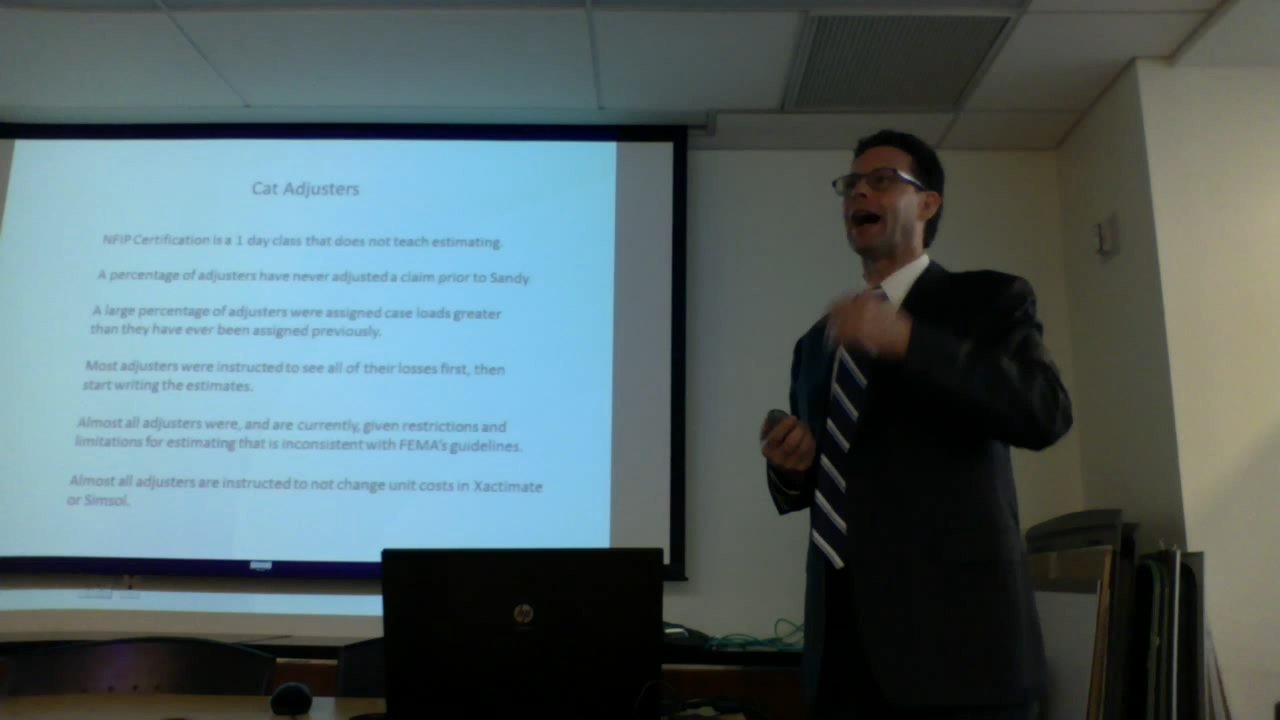 Cat Adjusters
NFIP Certification is a 1 day class that does not teach estimating.
A percentage of adjusters have never adjusted a claim prior to Sandy
A large percentage of adjusters were assigned case loads greater
than they have ever been assigned previously.
Most adjusters were instructed to see all of their losses first, then
start writing the estimates.
Almost all adjusters were, and are currently, given restrictions and
limitations for estimating that is inconsistent with FEMA's guidelines.
Almost all adjusters are instructed to not change unit costs in Xactimate
or Simsol.
hp